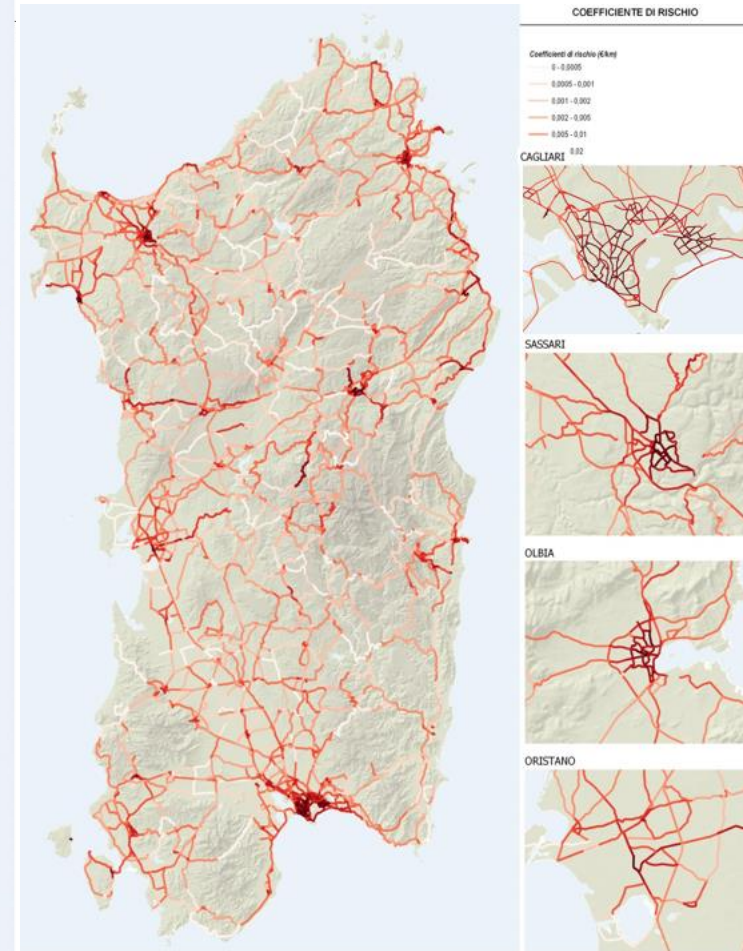 COEFFICIENTE DI RISCHIO
Coefficienti di rischio (€/km)
0 - 0,0005
0,0005 - 0,001
0,001 - 0,002
0,002 - 0,005
0,005 - 0,01
0,02
CAGLIARI
SASSARI
OLBIA
ORISTANO